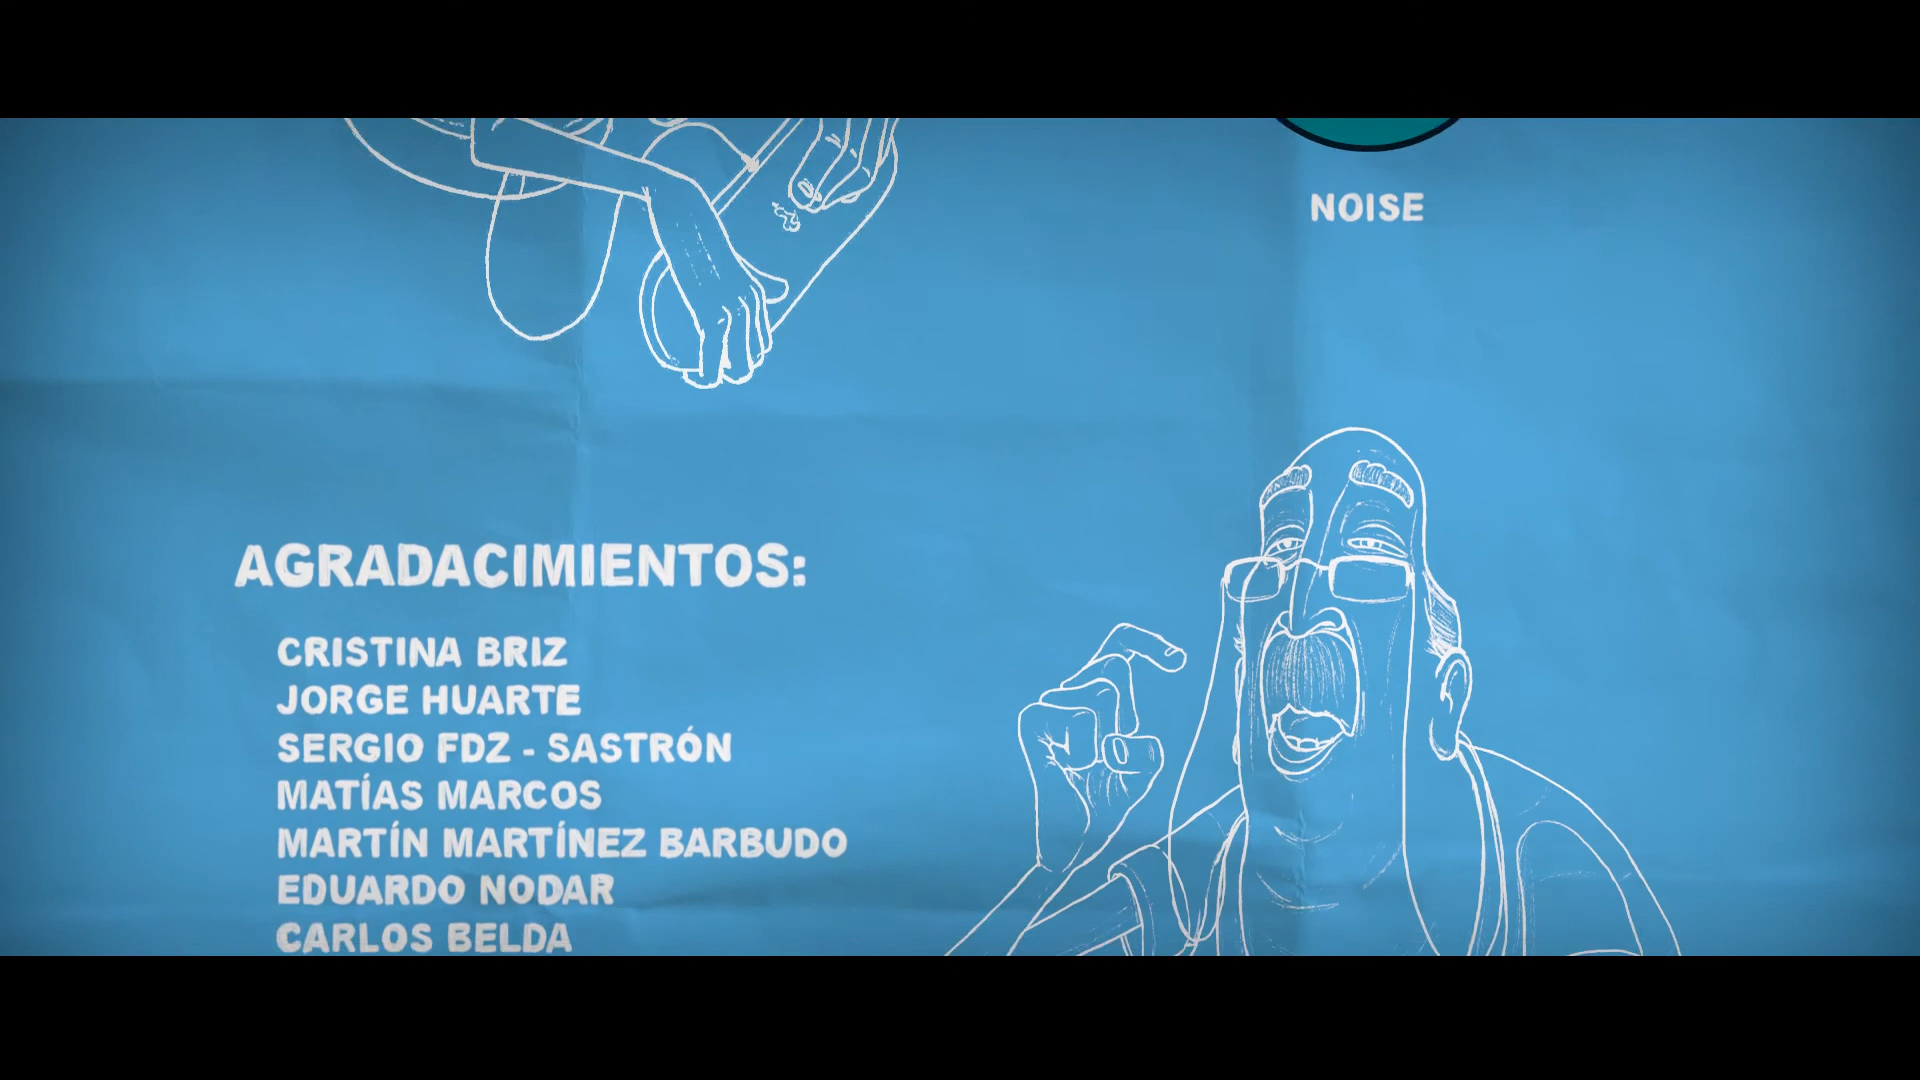 NOISE
AGRADACIMIENTOS:
CRISTINA BRIZ
JORGE HUARTE
SERGIO FDZ - SASTRÓN
MATÍAS MARCOS
MARTÍN MARTÍNEZ BARBUDO
EDUARDO NODAR
CARLOS BELDA